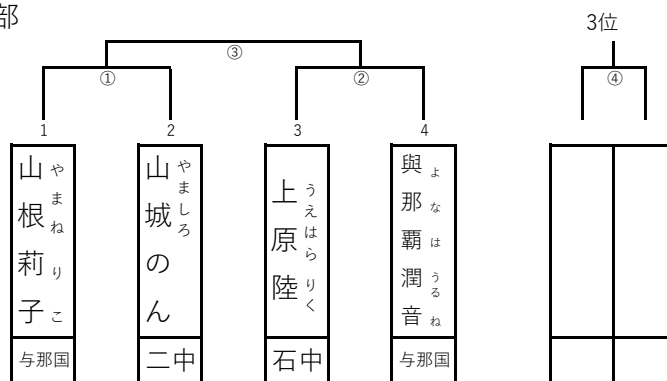 部
3位
③
①
②
④
1
2
3
4
山根莉子
やまね りこ
山城のん
やましろ
上原陸
うえはら りく
與那覇潤音
よなは うるね
与那国
二中
石中
与那国